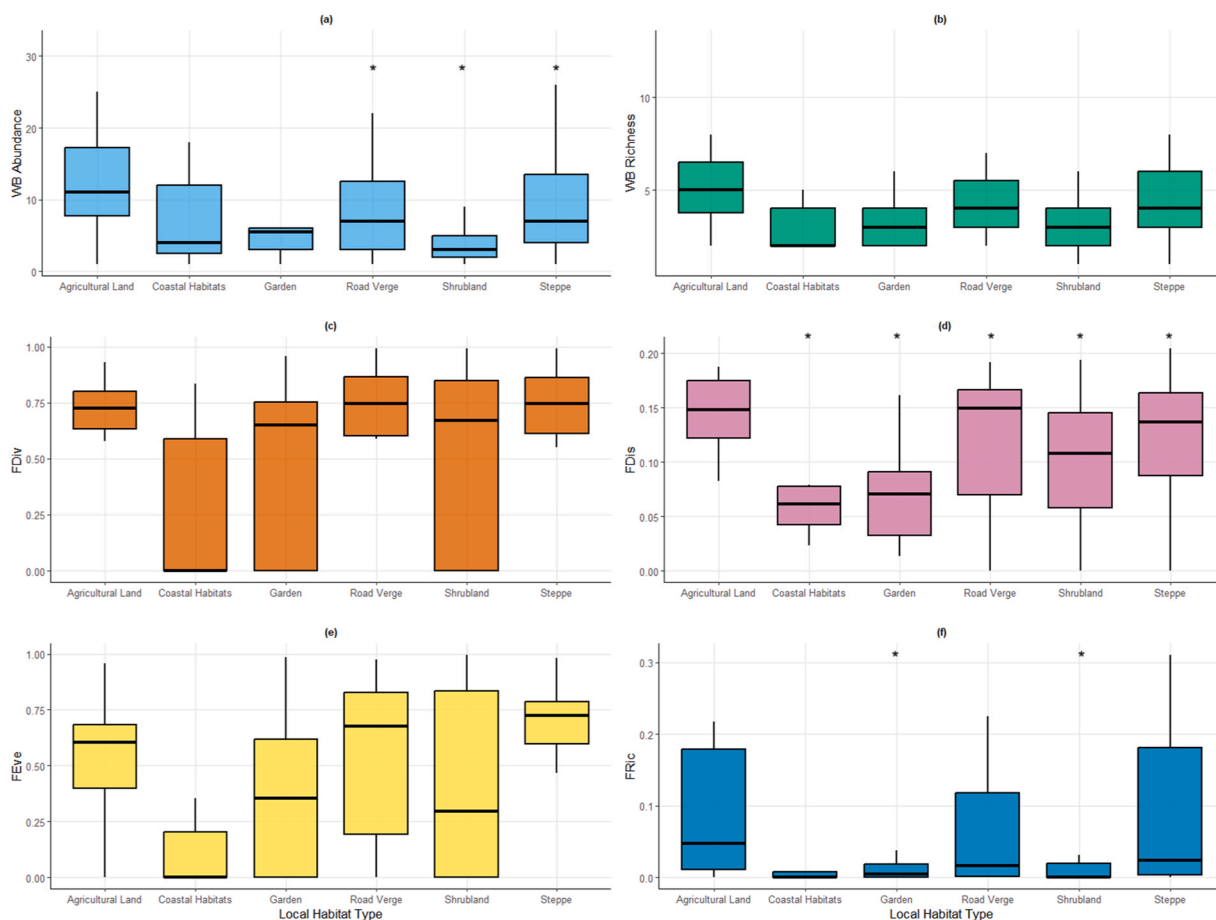 (a)
30
20
10
0
WB Abundance
* * *
Agricultural Land Coastal Habitats Garden Road Verge Shrubland Steppe
(b)
10
5
WB Richness
Agricultural Land Coastal Habitats Garden Road Verge Shrubland Steppe
(c)
1.00
0.75
0.50
0.25
0.00
FDiv
Agricultural Land Coastal Habitats Garden Road Verge Shrubland Steppe
(d)
* * * * *
0.20
0.15
0.10
0.05
0.00
FDis
Agricultural Land Coastal Habitats Garden Road Verge Shrubland Steppe
(e)
1.00
0.75
0.50
0.25
0.00
FEve
Agricultural Land Coastal Habitats Garden Road Verge Shrubland Steppe
Local Habitat Type
(f)
* *
0.3
0.2
0.1
0.0
FRic
Agricultural Land Coastal Habitats Garden Road Verge Shrubland Steppe
Local Habitat Type